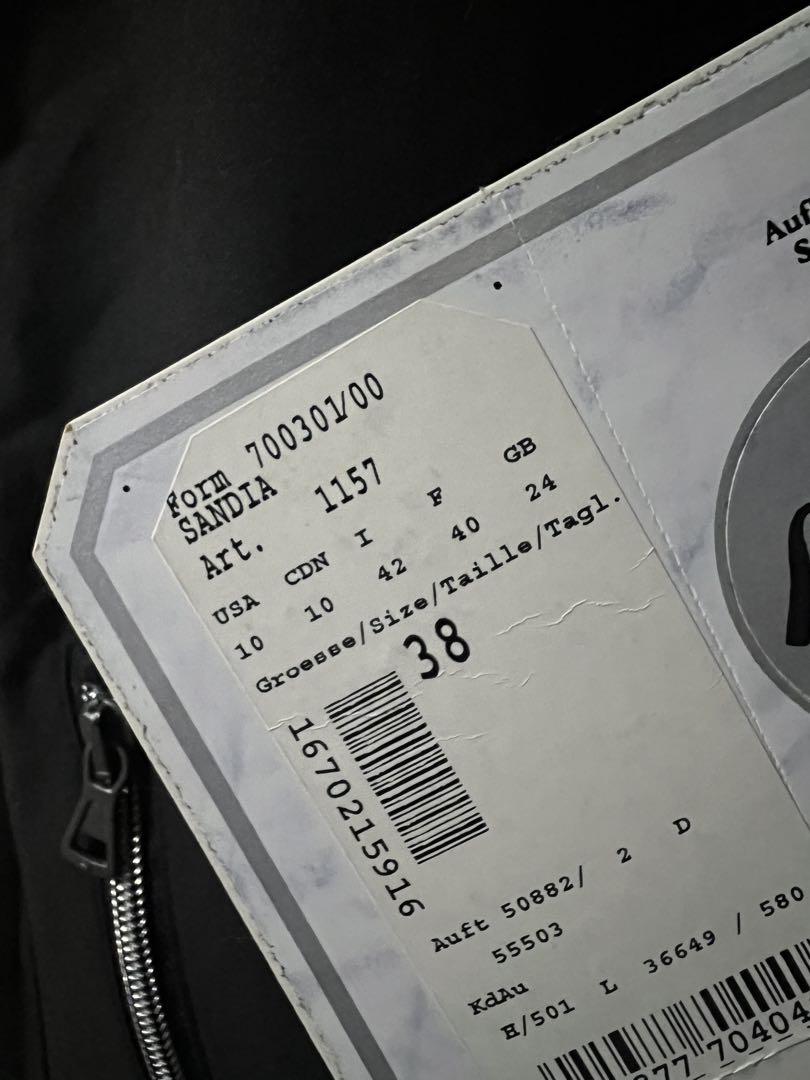 Form 700301/00
SANDIA
Art. 1157
USA CDN I F GB
10 10 42 40 24
Groesse/Size/Taille/Tagl.
38
1670215916
Auft 50882/ 2 D
55503
KdAu
H/501 L 36649 / 580